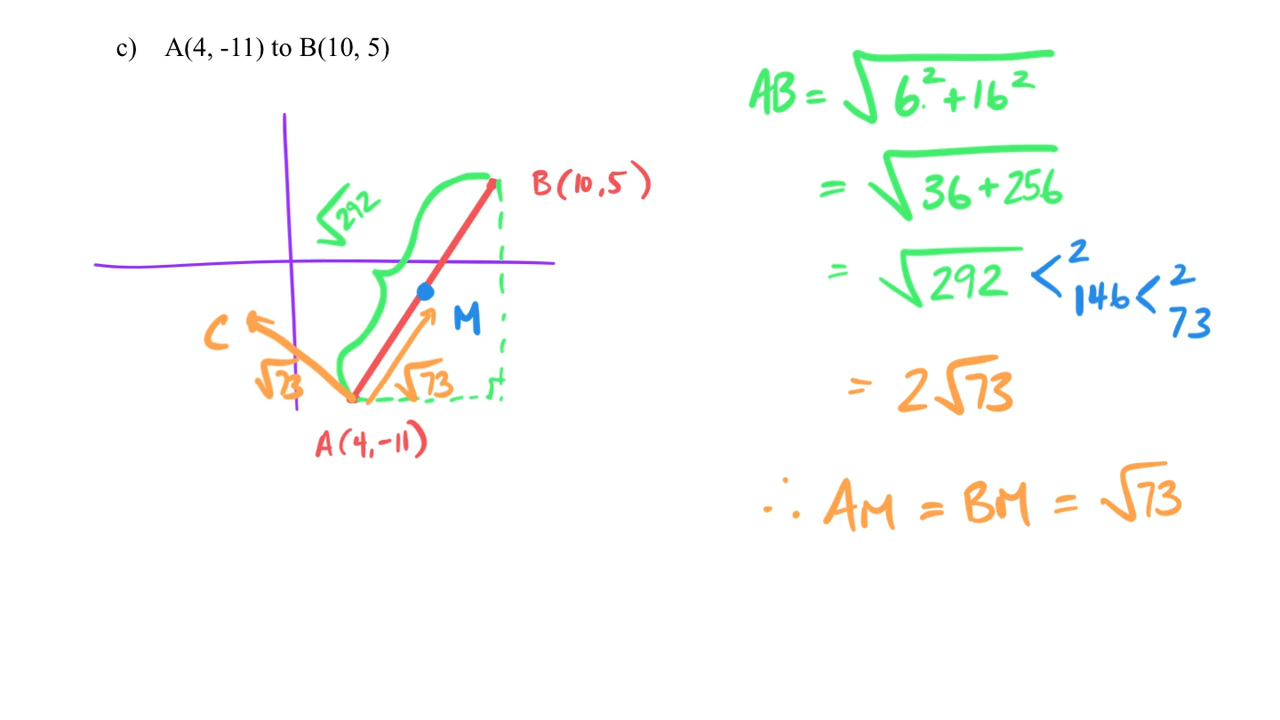 c) A(4, -11) to B(10, 5)
AB = √(6² + 16²)
= √(36 + 256)
= √292 < 2
146 < 2
73
= 2√73
∴ AM = BM = √73
√292
B(10,5)
M
C
√73
√73
A(4,-11)